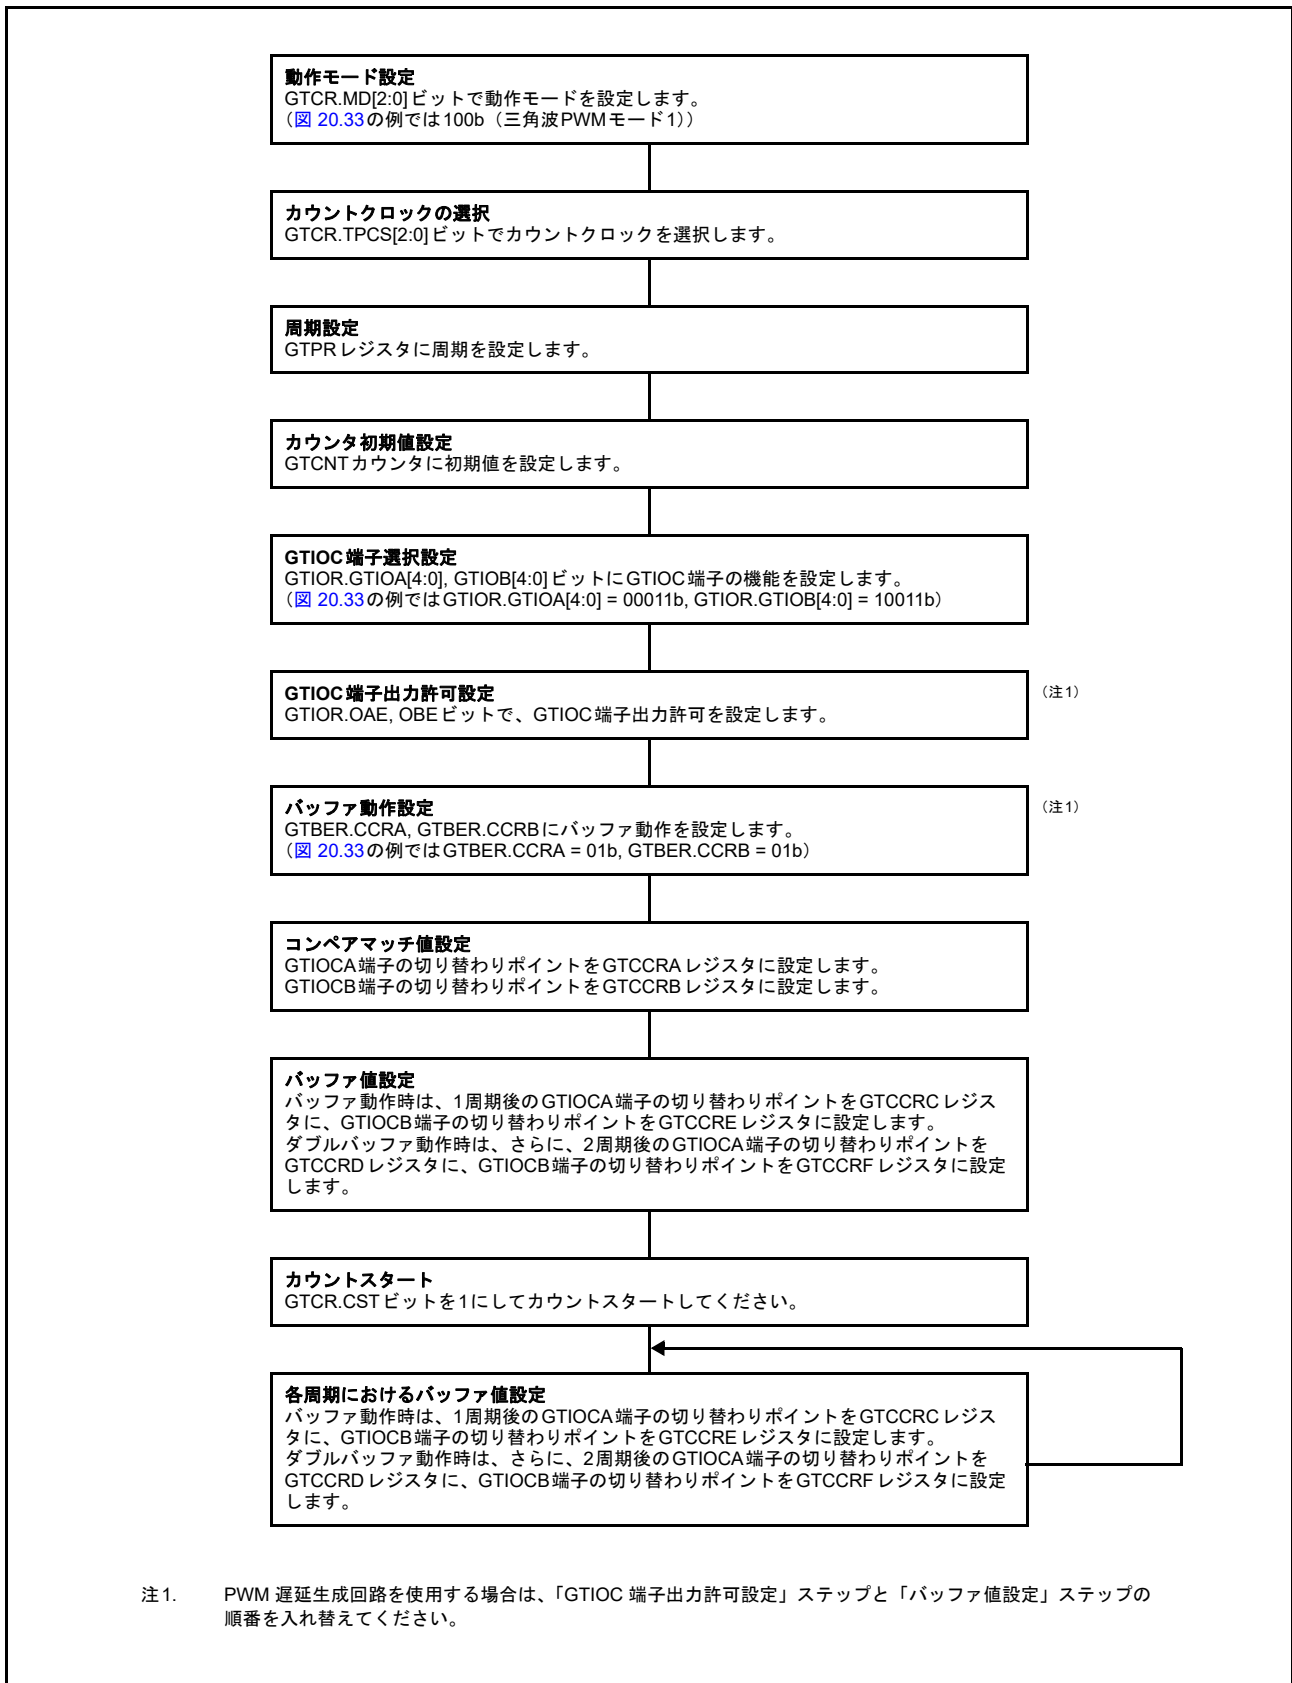 動作モード設定
GTCR.MD[2:0]ビットで動作モードを設定します。
（図 20.33の例では100b（三角波PWMモード1））
カウントクロックの選択
GTCR.TPCS[2:0]ビットでカウントクロックを選択します。
周期設定
GTPRレジスタに周期を設定します。
カウンタ初期値設定
GTCNTカウンタに初期値を設定します。
GTIOC端子選択設定
GTIOR.GTIOA[4:0], GTIOB[4:0]ビットにGTIOC端子の機能を設定します。
（図 20.33の例ではGTIOR.GTIOA[4:0] = 00011b, GTIOR.GTIOB[4:0] = 10011b）
GTIOC端子出力許可設定
（注1）
GTIOR.OAE, OBEビットで、GTIOC端子出力許可を設定します。
バッファ動作設定
（注1）
GTBER.CCRA, GTBER.CCRBにバッファ動作を設定します。
（図 20.33の例ではGTBER.CCRA = 01b, GTBER.CCRB = 01b）
コンペアマッチ値設定
GTIOCA端子の切り替わりポイントをGTCCRAレジスタに設定します。
GTIOCB端子の切り替わりポイントをGTCCRBレジスタに設定します。
バッファ値設定
バッファ動作時は、1周期後のGTIOCA端子の切り替わりポイントをGTCCRCレジス
タに、GTIOCB端子の切り替わりポイントをGTCCREレジスタに設定します。
ダブルバッファ動作時は、さらに、2周期後のGTIOCA端子の切り替わりポイントを
GTCCRDレジスタに、GTIOCB端子の切り替わりポイントをGTCCRFレジスタに設定
します。
カウントスタート
GTCR.CSTビットを1にしてカウントスタートしてください。
各周期におけるバッファ値設定
バッファ動作時は、1周期後のGTIOCA端子の切り替わりポイントをGTCCRCレジス
タに、GTIOCB端子の切り替わりポイントをGTCCREレジスタに設定します。
ダブルバッファ動作時は、さらに、2周期後のGTIOCA端子の切り替わりポイントを
GTCCRDレジスタに、GTIOCB端子の切り替わりポイントをGTCCRFレジスタに設定
します。
注1. PWM 遅延生成回路を使用する場合は、「GTIOC 端子出力許可設定」ステップと「バッファ値設定」ステップの
順番を入れ替えてください。